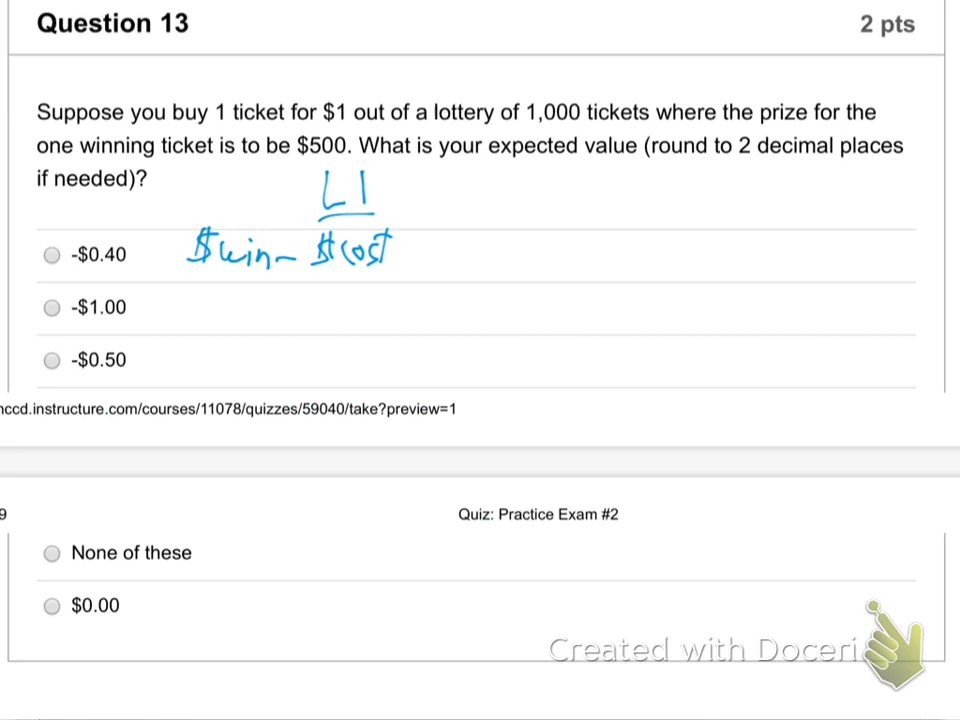 Question 13
2 pts
Suppose you buy 1 ticket for $1 out of a lottery of 1,000 tickets where the prize for the
one winning ticket is to be $500. What is your expected value (round to 2 decimal places
if needed)?
L1
-$0.40
$win - $cost
-$1.00
-$0.50
nccd.instructure.com/courses/11078/quizzes/59040/take?preview=1
9
Quiz: Practice Exam #2
None of these
$0.00
Created with Doceri